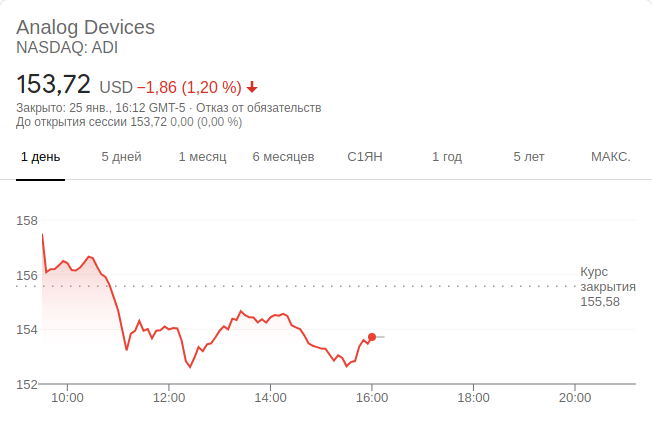 Analog Devices
NASDAQ: ADI
153,72 USD −1,86 (1,20 %)
Закрыто: 25 янв., 16:12 GMT-5 · Отказ от обязательств
До открытия сессии 153,72 0,00 (0,00 %)
1 день 5 дней 1 месяц 6 месяцев С1ЯН 1 год 5 лет МАКС.
158
156
154
152
Курс
закрытия
155,58
10:00 12:00 14:00 16:00 18:00 20:00